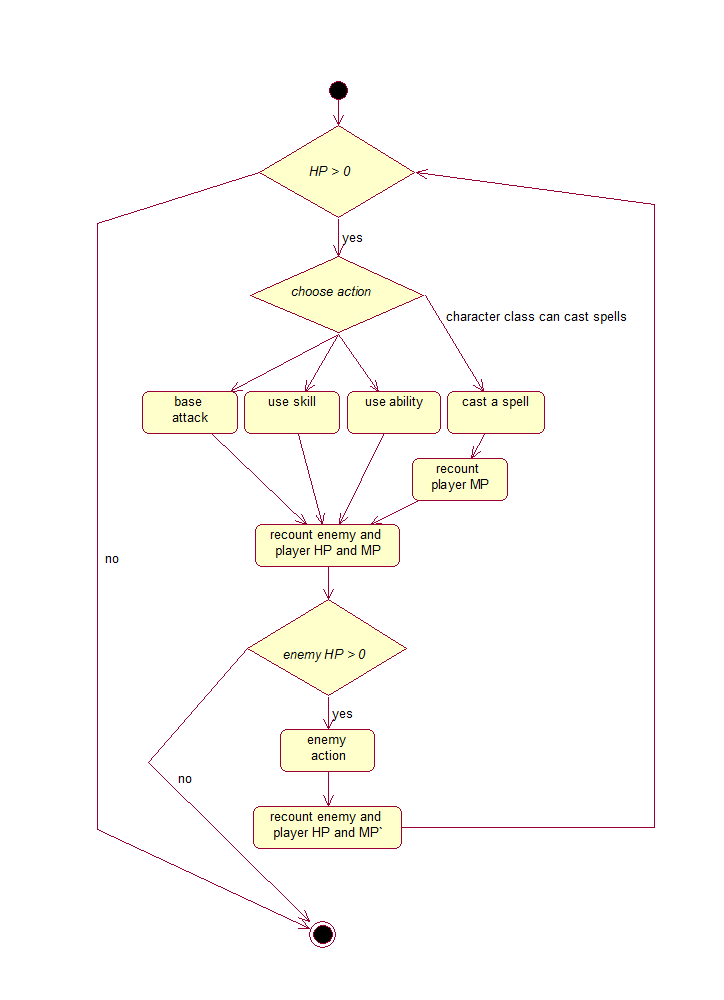 HP > 0
yes
choose action
character class can cast spells
base
attack
use skill
use ability
cast a spell
recount
player MP
recount enemy and
player HP and MP
no
enemy HP > 0
yes
enemy
action
no
recount enemy and
player HP and MP`